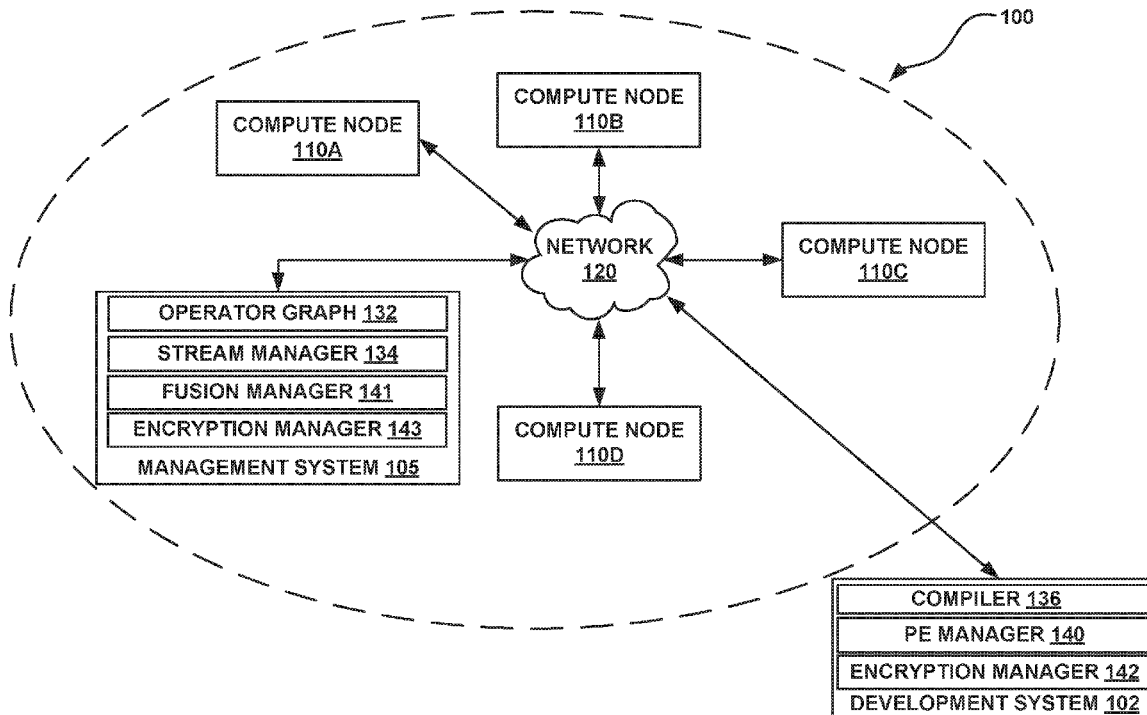 100
COMPUTE NODE
110A
COMPUTE NODE
110B
NETWORK
120
COMPUTE NODE
110C
OPERATOR GRAPH 132
STREAM MANAGER 134
FUSION MANAGER 141
ENCRYPTION MANAGER 143
MANAGEMENT SYSTEM 105
COMPUTE NODE
110D
COMPILER 136
PE MANAGER 140
ENCRYPTION MANAGER 142
DEVELOPMENT SYSTEM 102